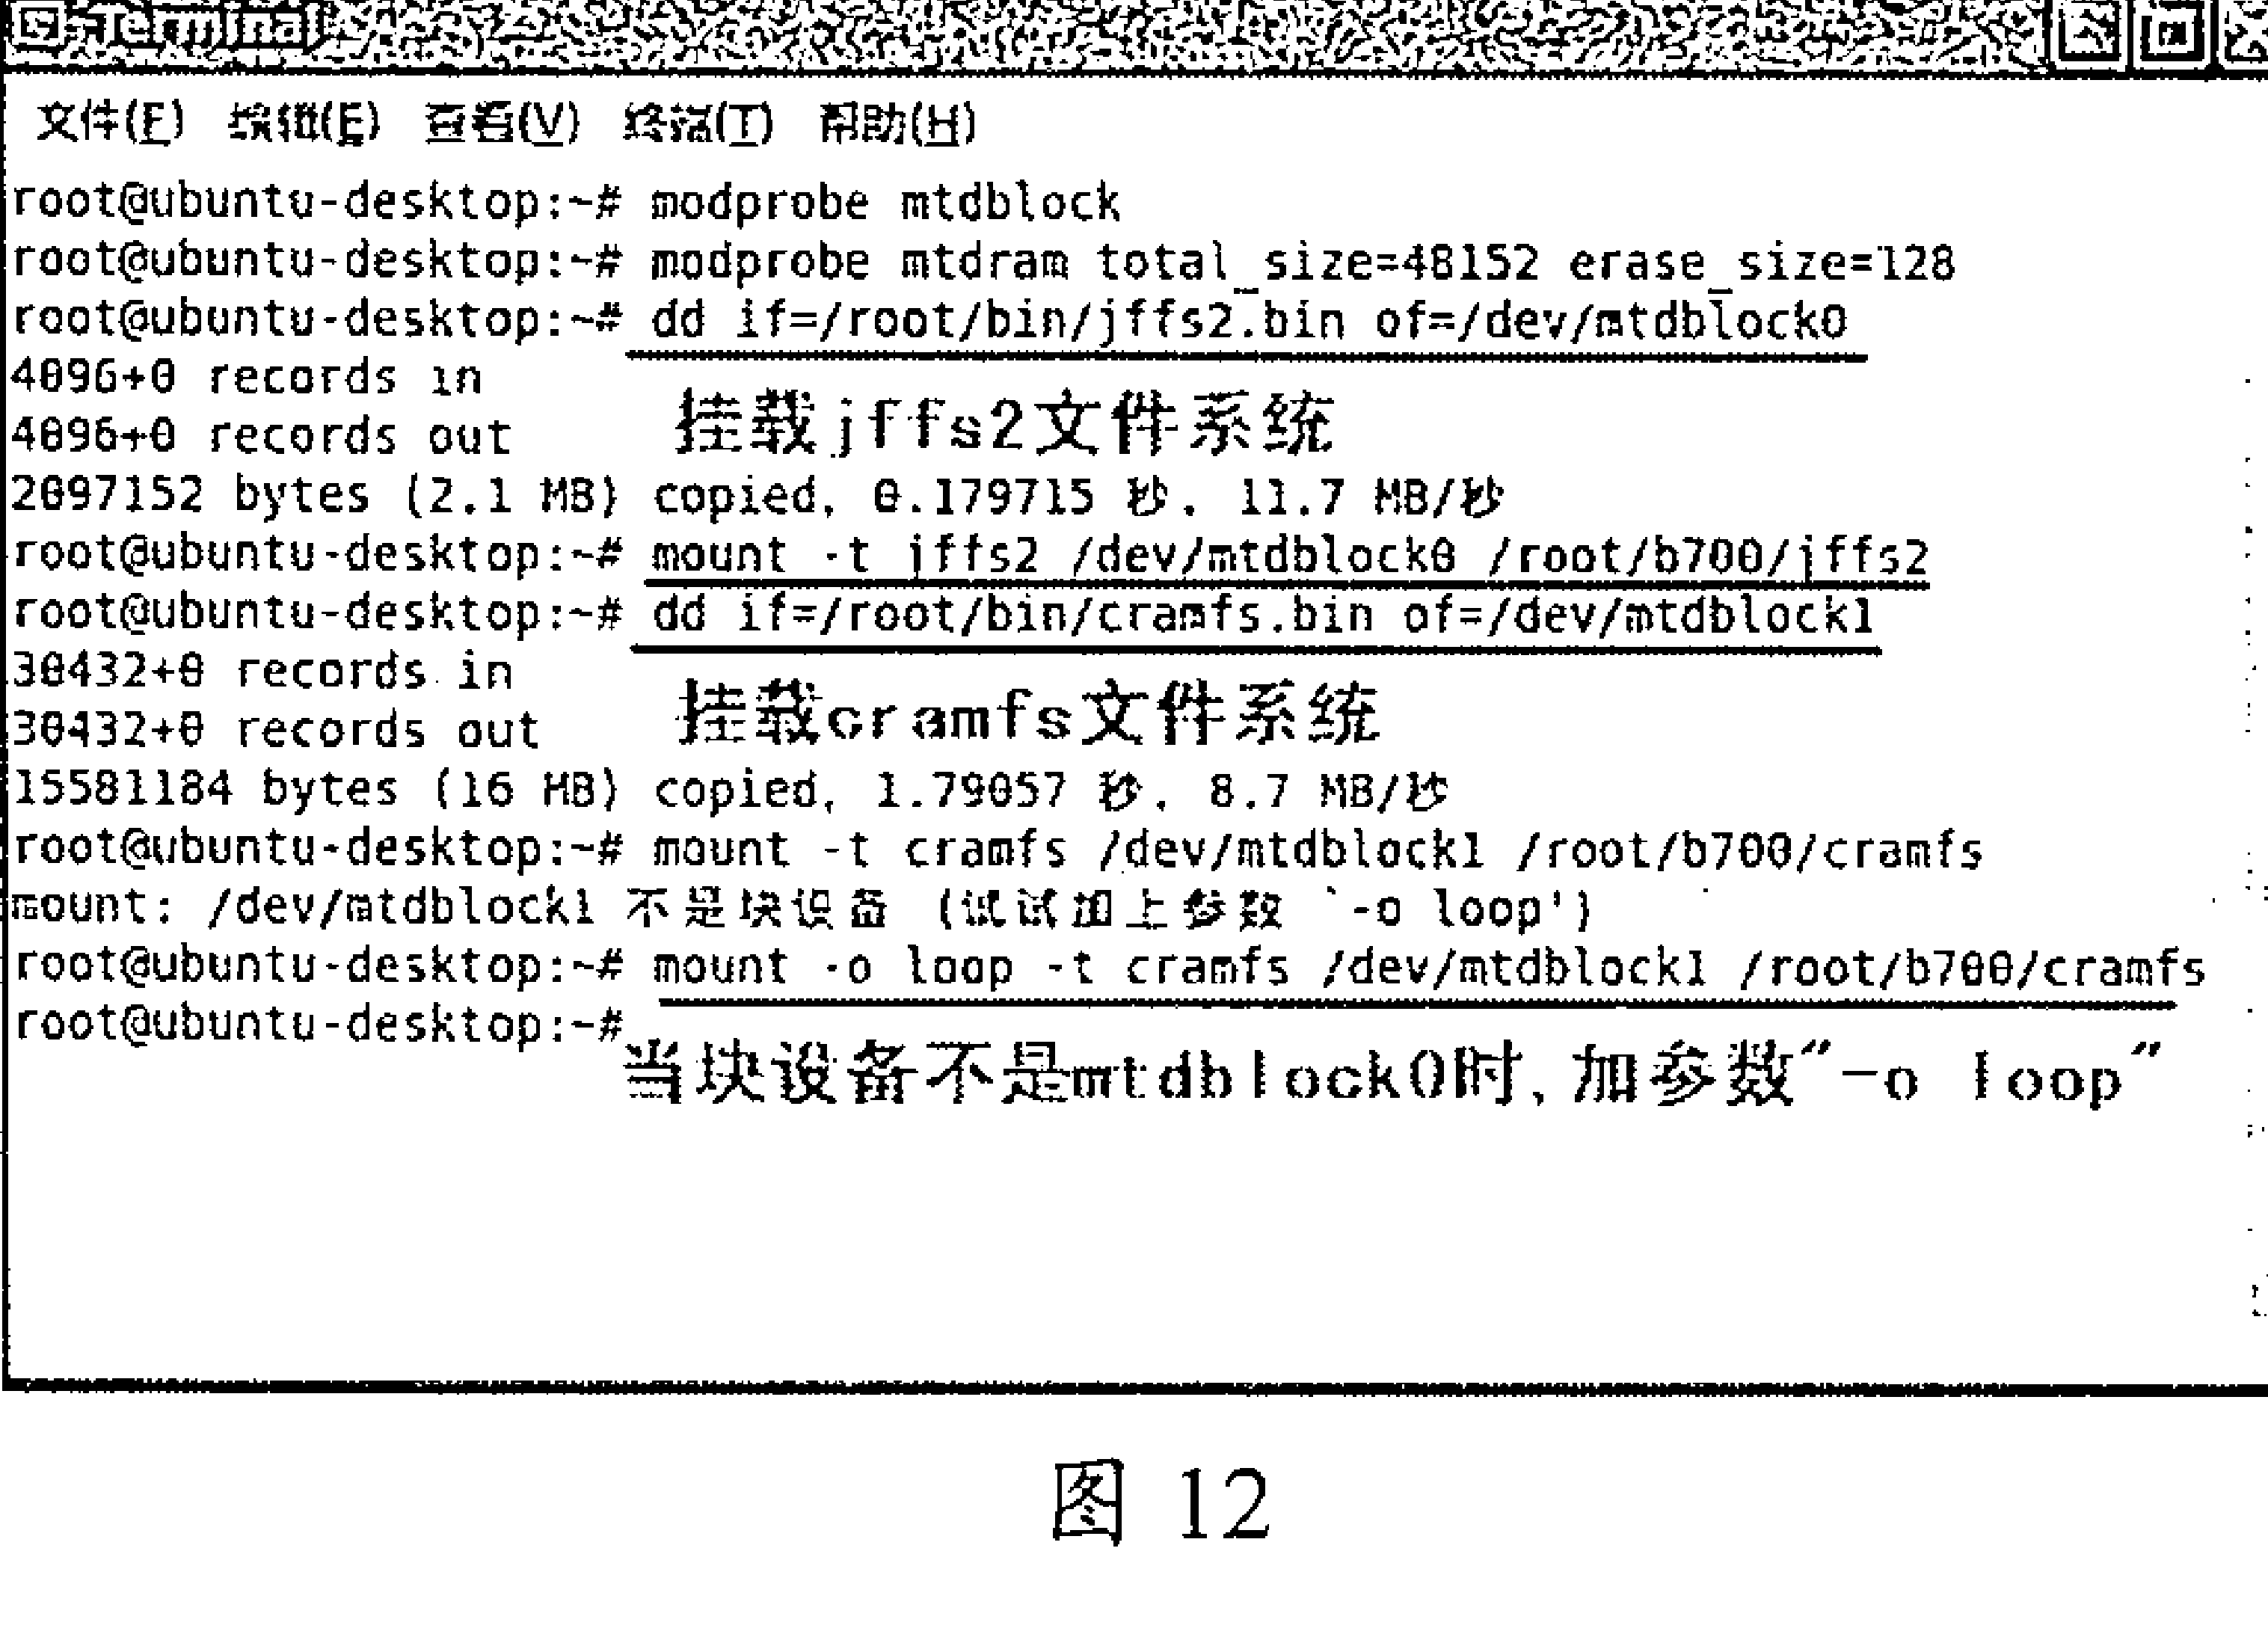 Terminal
文件(F) 编辑(E) 查看(V) 终端(T) 帮助(H)
root@ubuntu-desktop:~# modprobe mtdblock
root@ubuntu-desktop:~# modprobe mtdram total_size=48152 erase_size=128
root@ubuntu-desktop:~# dd if=/root/bin/jffs2.bin of=/dev/mtdblock0
4096+0 records in
4096+0 records out
挂载jffs2文件系统
2097152 bytes (2.1 MB) copied, 0.179715 秒, 11.7 MB/秒
root@ubuntu-desktop:~# mount -t jffs2 /dev/mtdblock0 /root/b700/jffs2
root@ubuntu-desktop:~# dd if=/root/bin/cramfs.bin of=/dev/mtdblock1
30432+0 records in
30432+0 records out
挂载cramfs文件系统
15581184 bytes (16 MB) copied, 1.79057 秒, 8.7 MB/秒
root@ubuntu-desktop:~# mount -t cramfs /dev/mtdblock1 /root/b700/cramfs
mount: /dev/mtdblock1 不是块设备 (试试加上参数 `-o loop')
root@ubuntu-desktop:~# mount -o loop -t cramfs /dev/mtdblock1 /root/b700/cramfs
root@ubuntu-desktop:~#
当块设备不是mtdblock0时,加参数"-o loop"
图 12